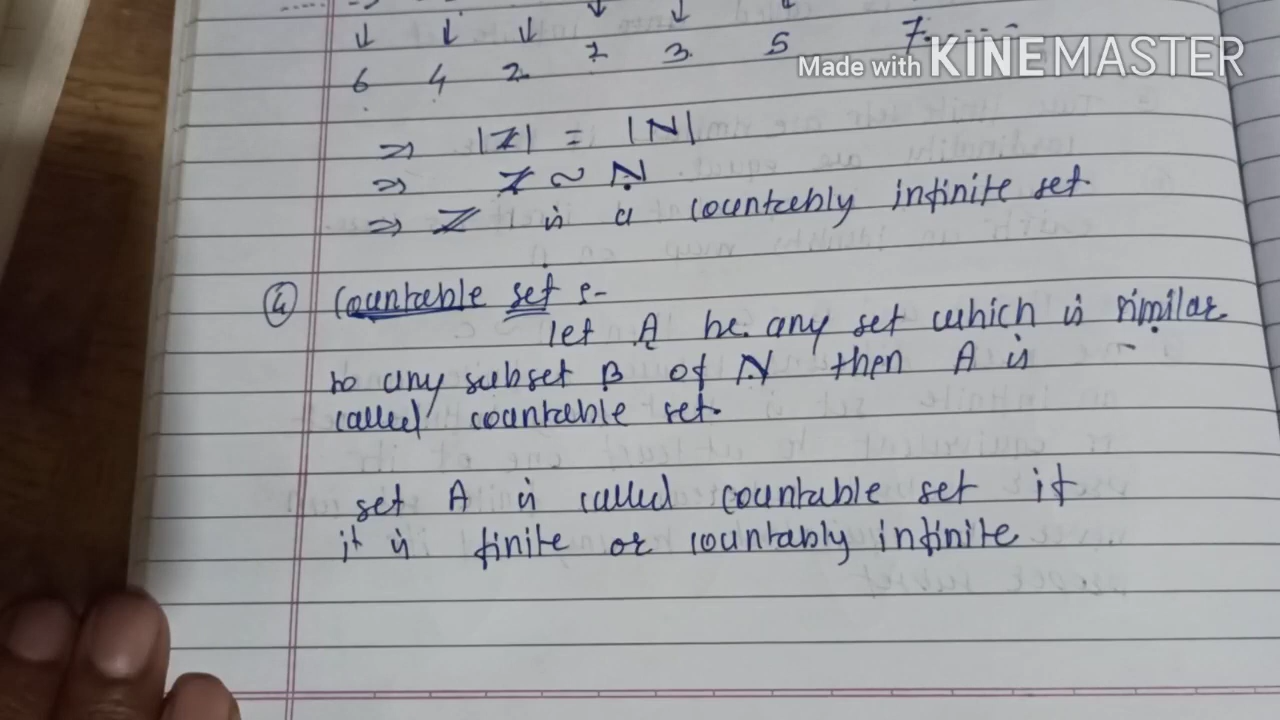 6 4 2 1 3 5 7-----
Made with KINEMASTER
⇒ |Z| = |N|
⇒ Z ~ N
⇒ Z is a countably infinite set
④ Countable set :-
let A be any set which is similar
to any subset B of N then A is
called countable set.
set A is called countable set if
it is finite or countably infinite